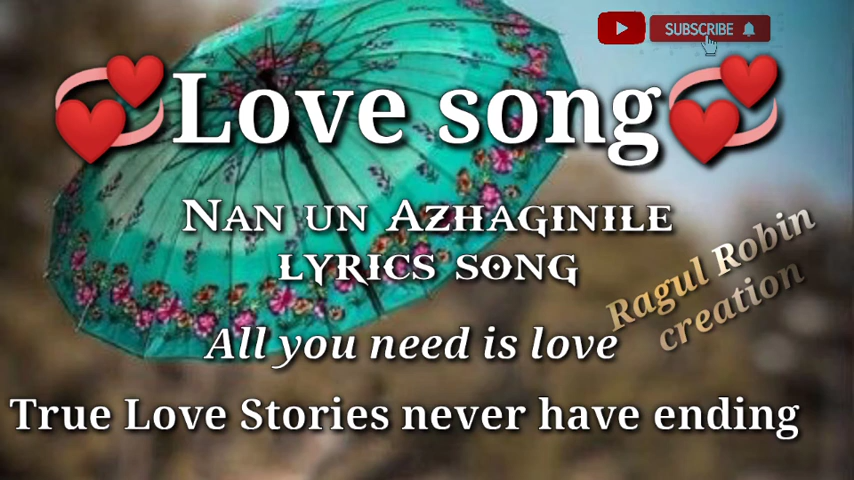 SUBSCRIBE
Love song
Nan un Azhaginile
lyrics song
Ragul Robin
creation
All you need is love
True Love Stories never have ending